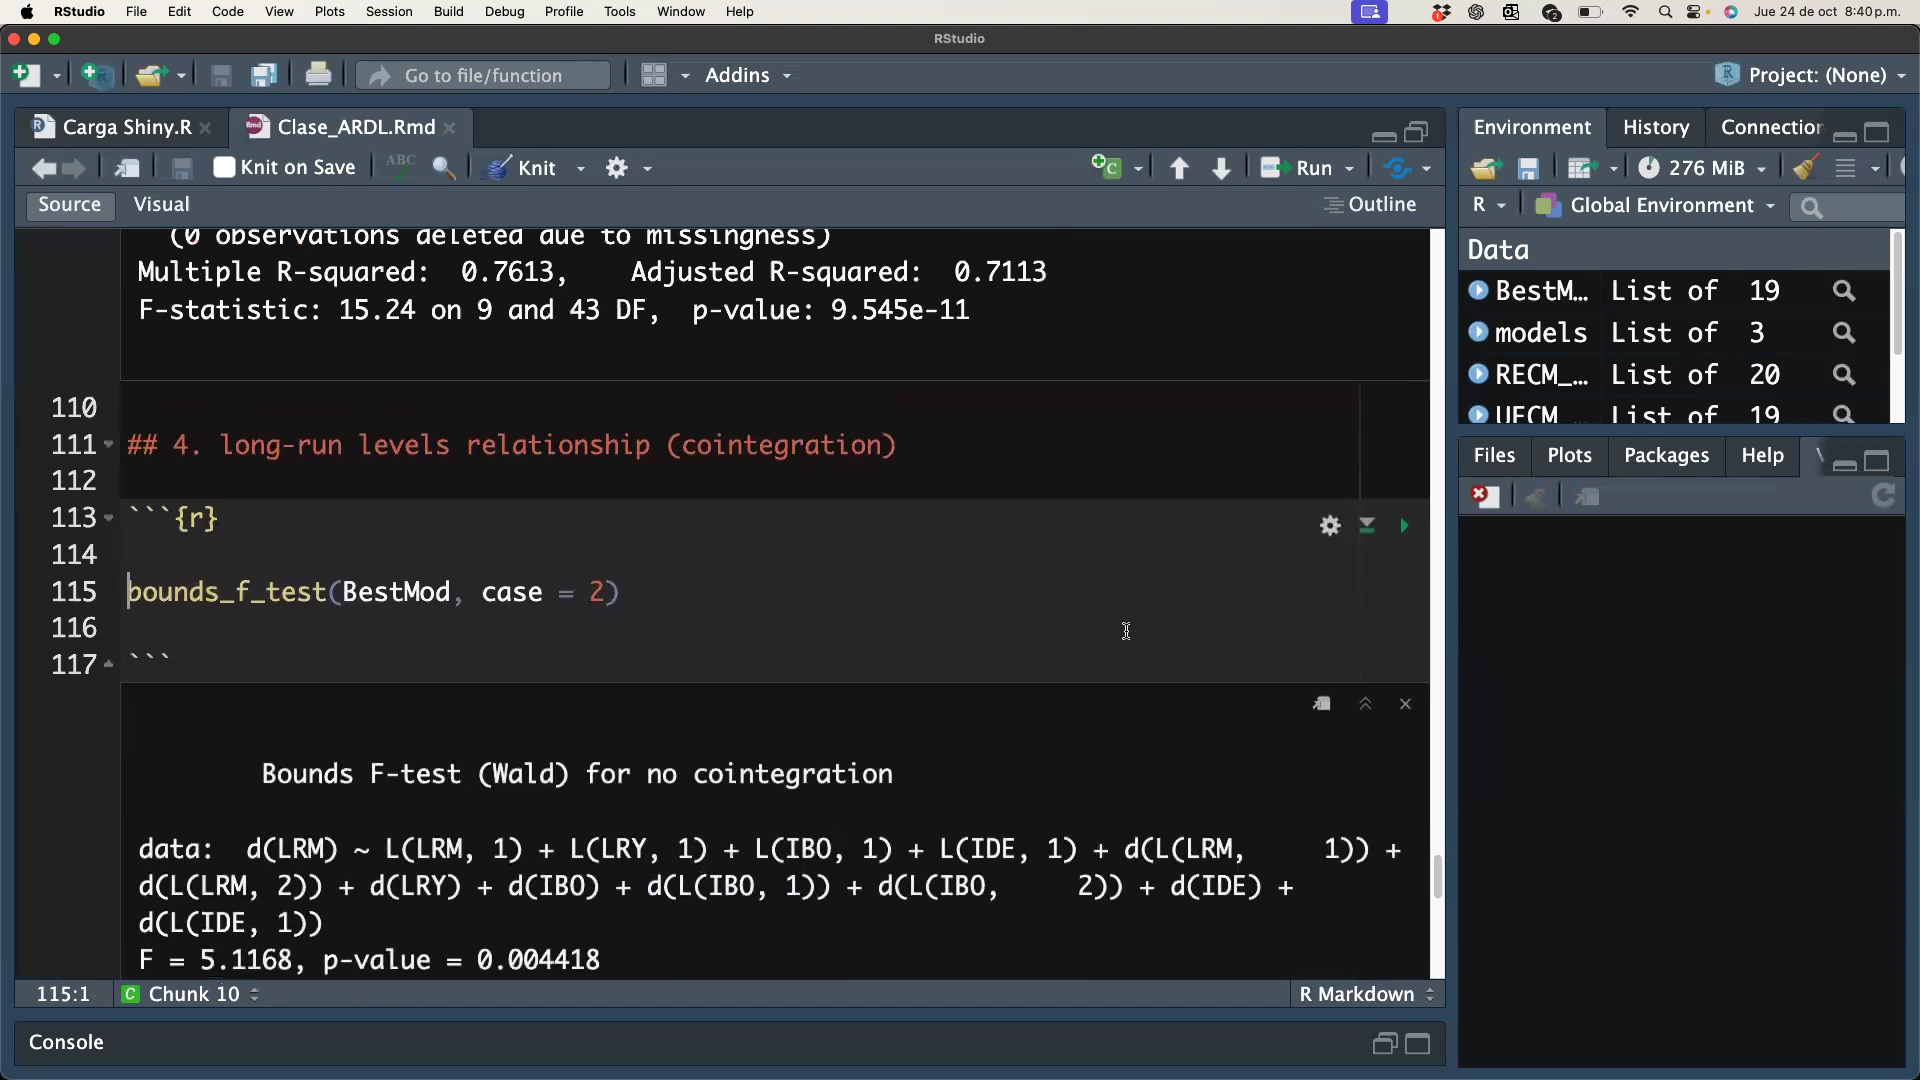 RStudio File Edit Code View Plots Session Build Debug Profile Tools Window Help Jue 24 de oct 8:40 p.m.
RStudio
Go to file/function Addins Project: (None)
Carga Shiny.R Clase_ARDL.Rmd
Knit on Save ABC Knit Run
Source Visual Outline
(0 observations deleted due to missingness)
Multiple R-squared:  0.7613,    Adjusted R-squared:  0.7113
F-statistic: 15.24 on 9 and 43 DF,  p-value: 9.545e-11
110
111 ## 4. long-run levels relationship (cointegration)
112
113 ```{r}
114
115 bounds_f_test(BestMod, case = 2)
116
117 ```
Bounds F-test (Wald) for no cointegration
data:  d(LRM) ~ L(LRM, 1) + L(LRY, 1) + L(IBO, 1) + L(IDE, 1) + d(L(LRM,     1)) +
d(L(LRM, 2)) + d(LRY) + d(IBO) + d(L(IBO, 1)) + d(L(IBO,     2)) + d(IDE) +
d(L(IDE, 1))
F = 5.1168, p-value = 0.004418
115:1 Chunk 10 R Markdown
Console
Environment History Connection
276 MiB
R Global Environment
Data
BestM… List of 19
models List of 3
RECM_… List of 20
UECM_ List of 19
Files Plots Packages Help